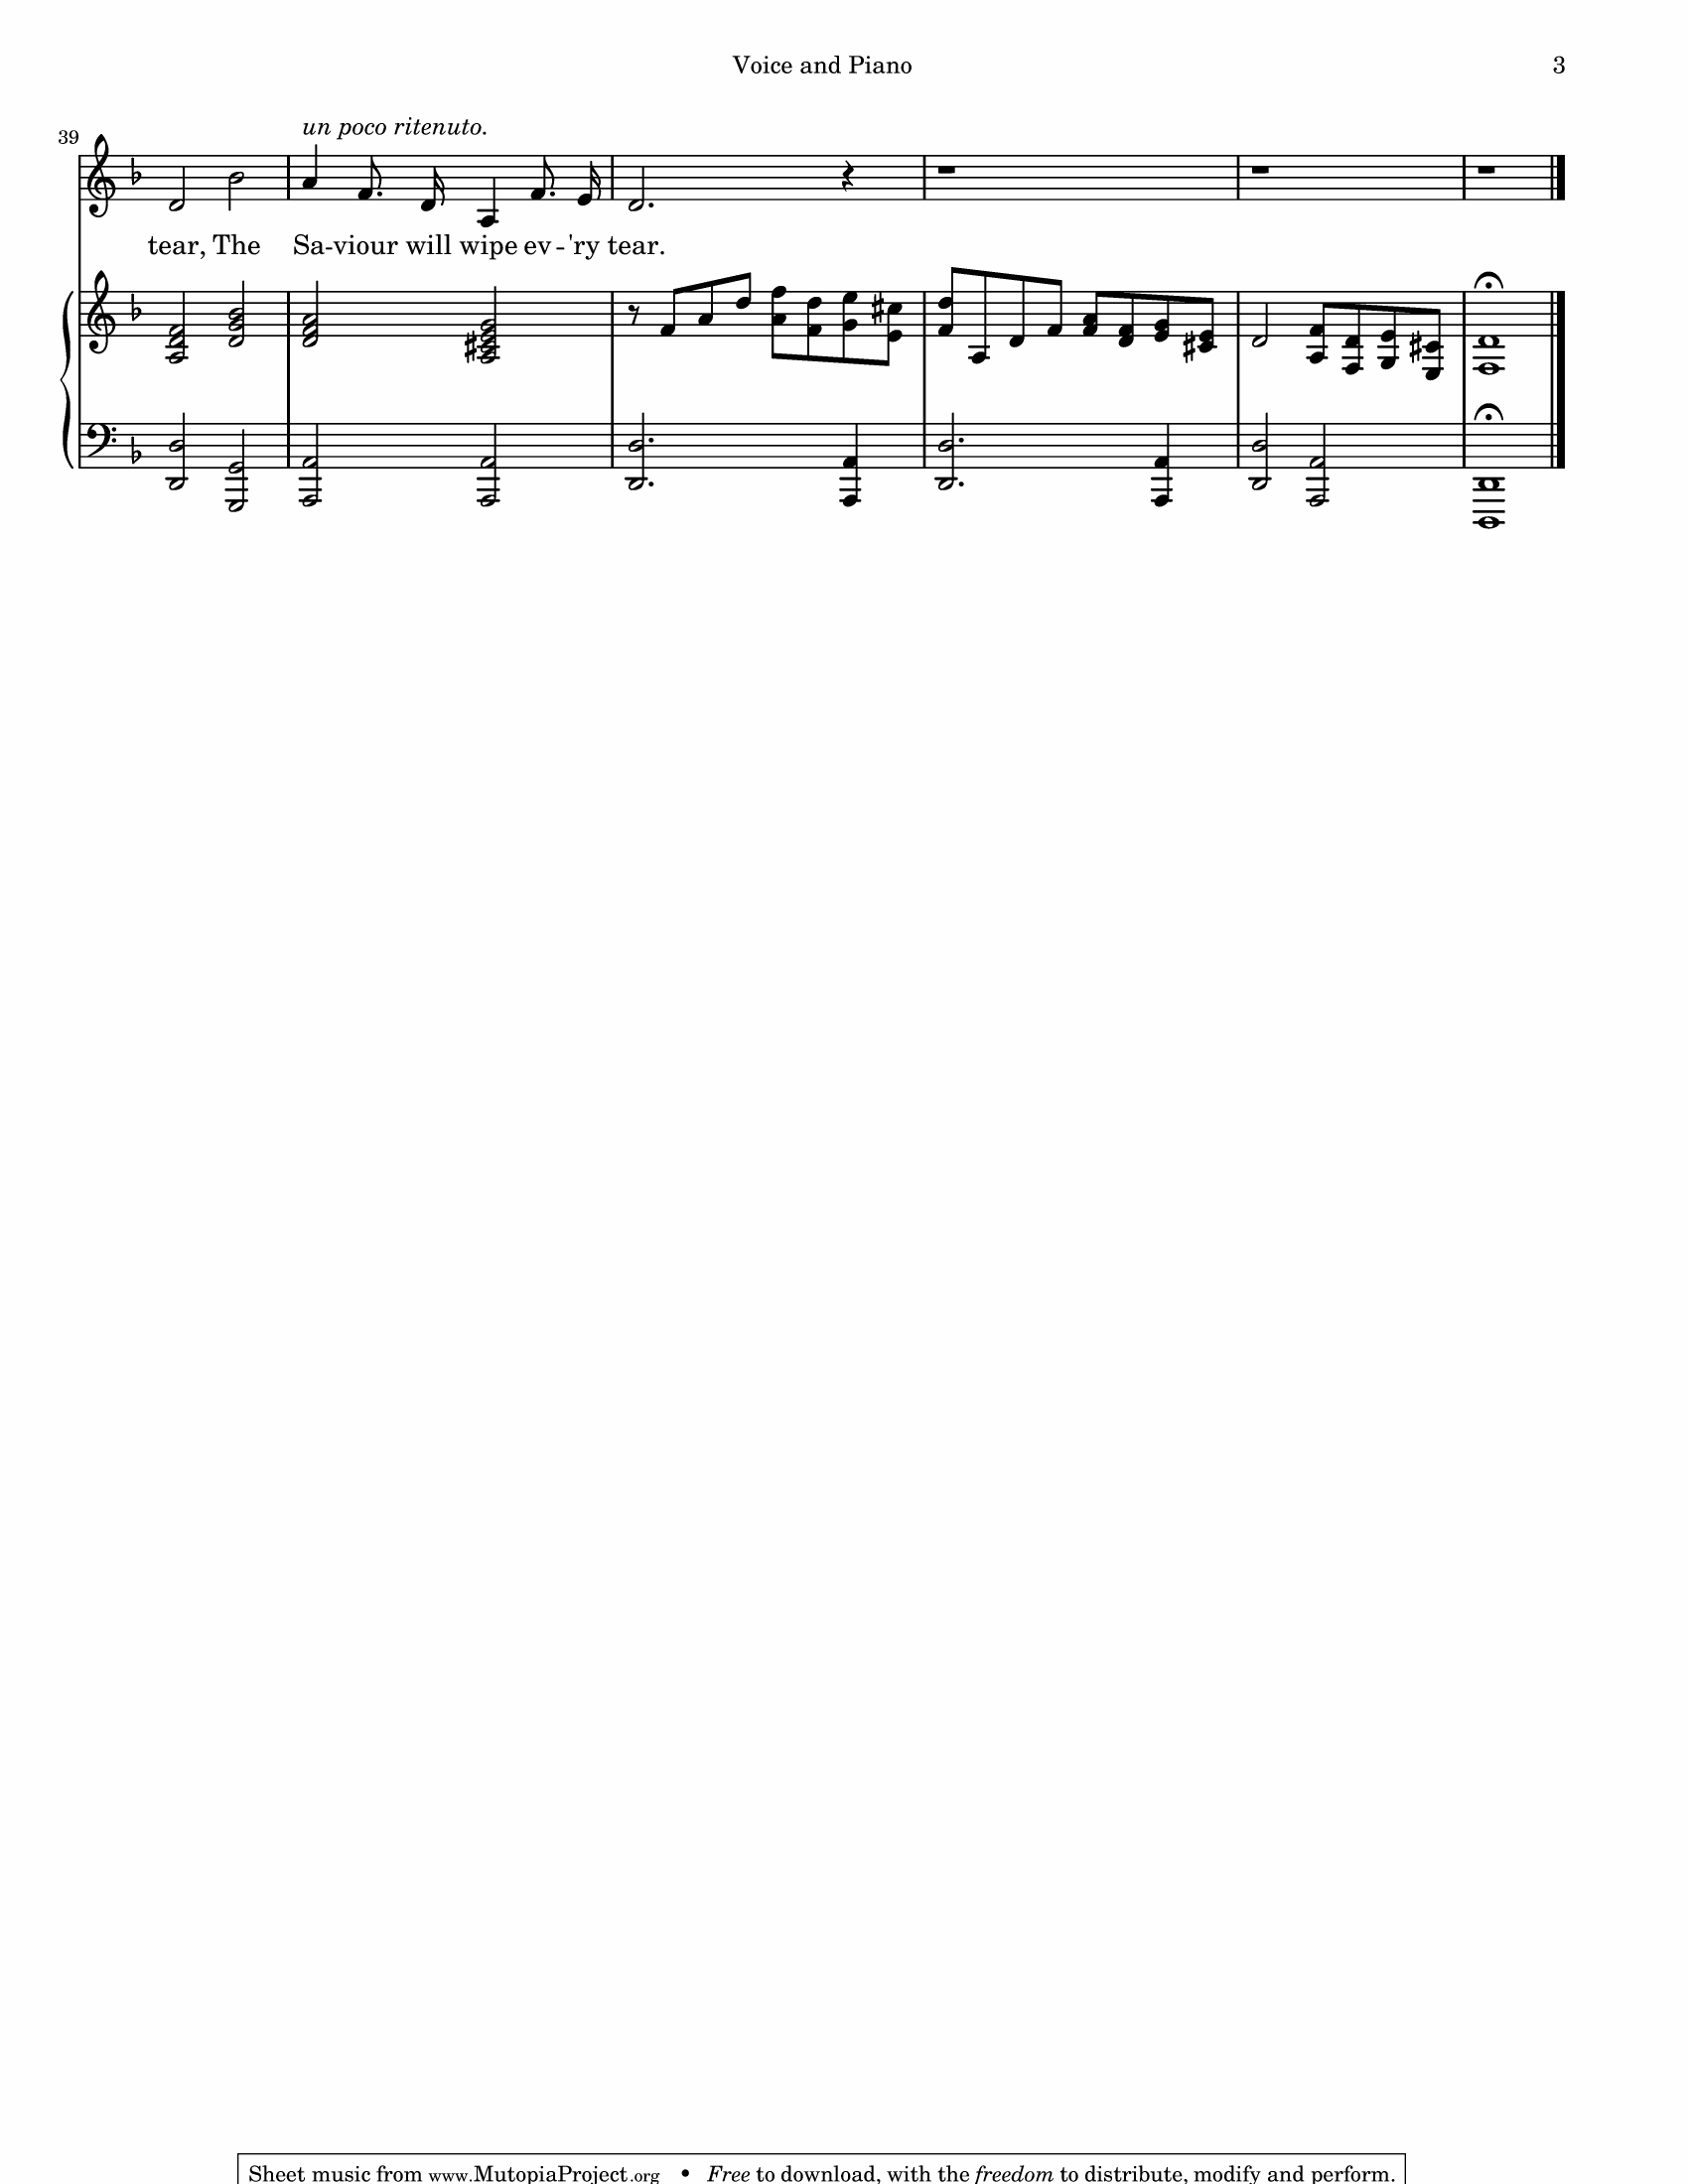 Voice and Piano 3
39
un poco ritenuto.
tear, The Sa - viour will wipe ev - 'ry tear.
Sheet music from www.MutopiaProject.org • Free to download, with the freedom to distribute, modify and perform.